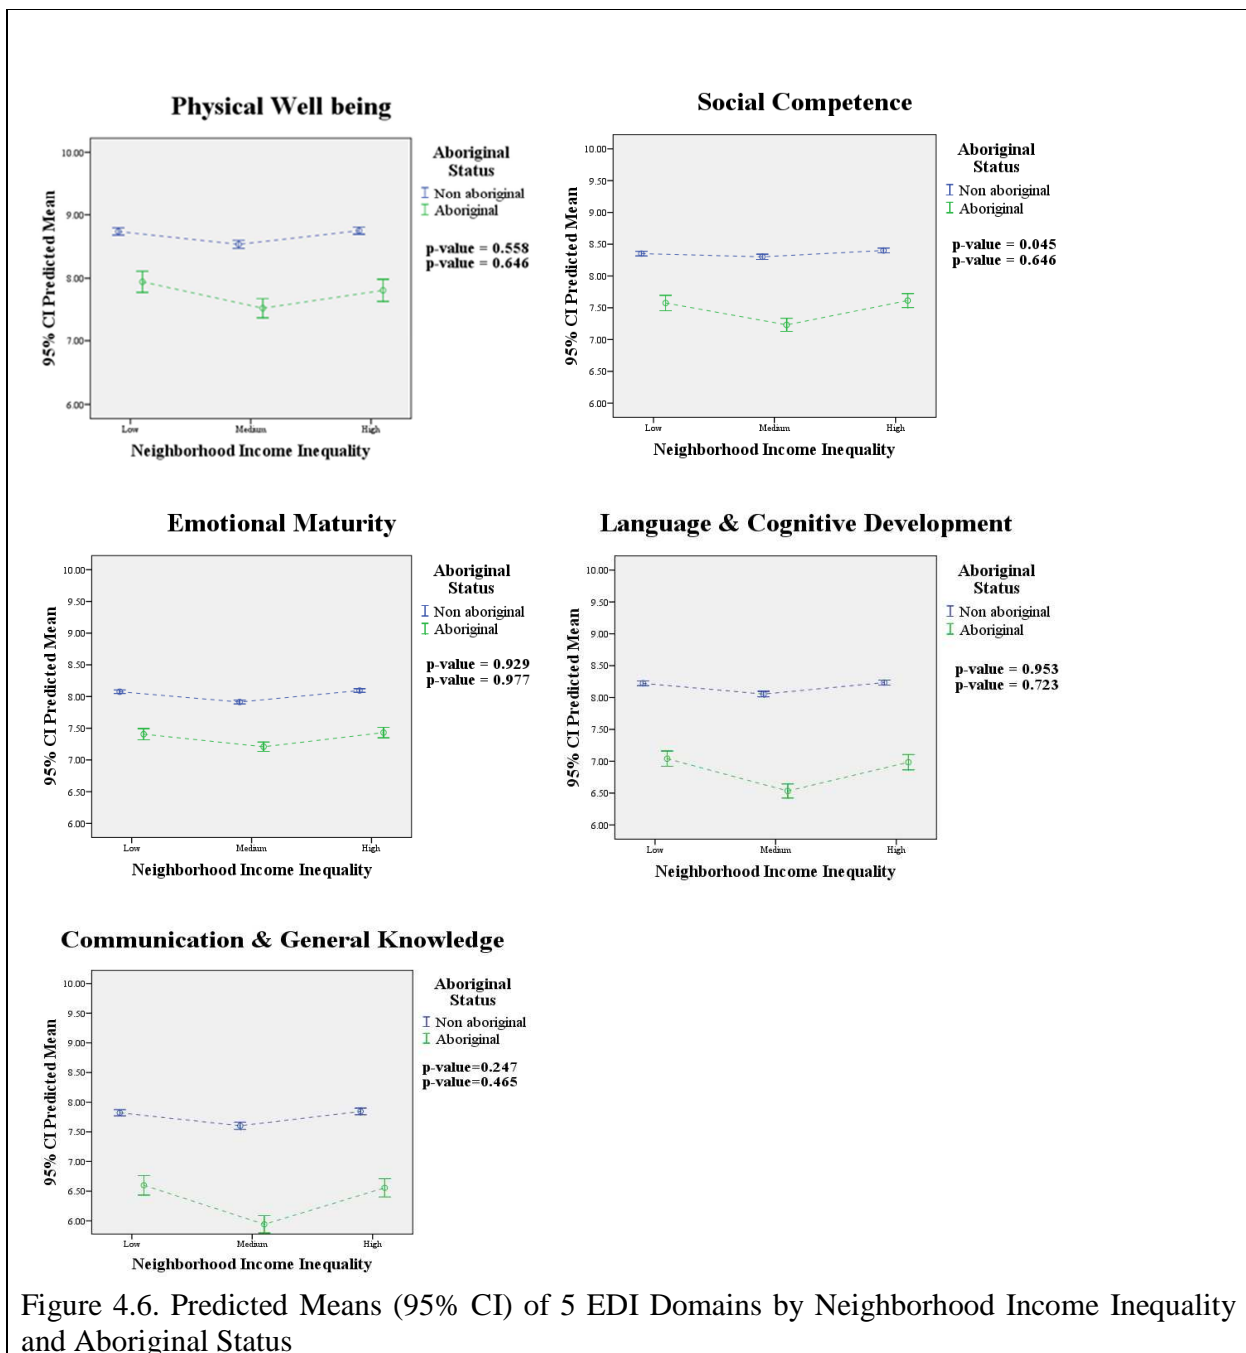 Physical Well being
95% CI Predicted Mean
10.00
9.00
8.00
7.00
6.00
Low
Medium
High
Neighborhood Income Inequality
Aboriginal
Status
Non aboriginal
Aboriginal
p-value = 0.558
p-value = 0.646
Social Competence
95% CI Predicted Mean
10.00
9.50
9.00
8.50
8.00
7.50
7.00
6.50
6.00
Low
Medium
High
Neighborhood Income Inequality
Aboriginal
Status
Non aboriginal
Aboriginal
p-value = 0.045
p-value = 0.646
Emotional Maturity
95% CI Predicted Mean
10.00
9.50
9.00
8.50
8.00
7.50
7.00
6.50
6.00
Low
Medium
High
Neighborhood Income Inequality
Aboriginal
Status
Non aboriginal
Aboriginal
p-value = 0.929
p-value = 0.977
Language & Cognitive Development
95% CI Predicted Mean
10.00
9.50
9.00
8.50
8.00
7.50
7.00
6.50
6.00
Low
Medium
High
Neighborhood Income Inequality
Aboriginal
Status
Non aboriginal
Aboriginal
p-value = 0.953
p-value = 0.723
Communication & General Knowledge
95% CI Predicted Mean
10.00
9.50
9.00
8.50
8.00
7.50
7.00
6.50
6.00
Low
Medium
High
Neighborhood Income Inequality
Aboriginal
Status
Non aboriginal
Aboriginal
p-value=0.247
p-value=0.465
Figure 4.6. Predicted Means (95% CI) of 5 EDI Domains by Neighborhood Income Inequality
and Aboriginal Status